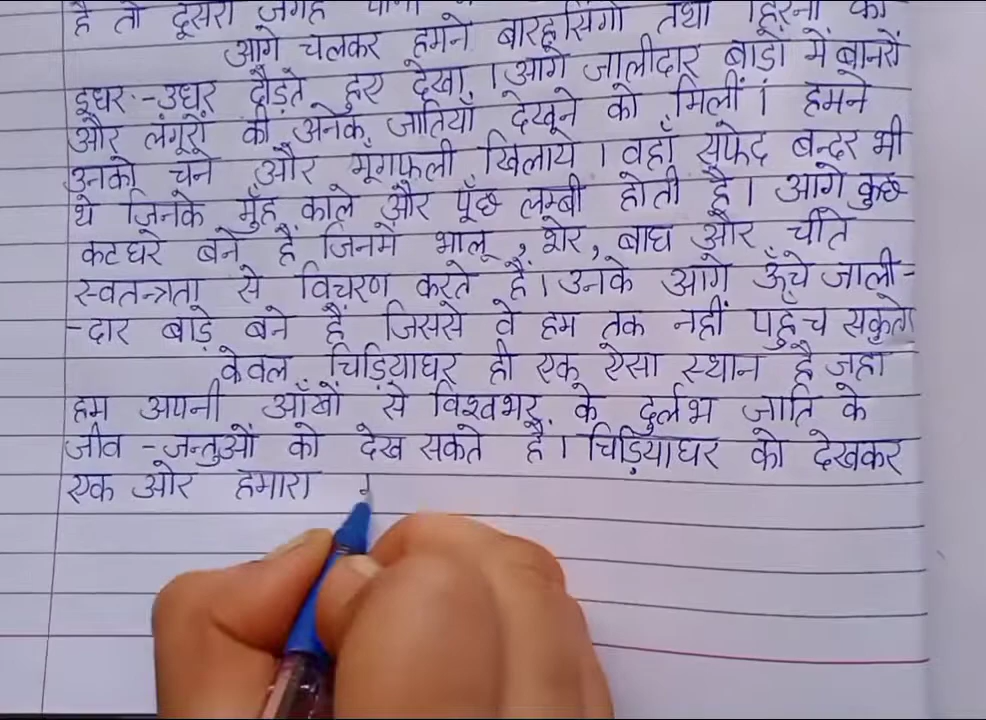 है तो दूसरी जगह
आगे चलकर हमने बारहसिंगों तथा हिरनों को
इधर-उधर दौड़ते हुए देखा। आगे जालीदार बाड़ों में बानरों
और लंगूरों की अनेक जातियाँ देखने को मिलीं। हमने
उनको चने और मूंगफली खिलाये। वहाँ सफेद बन्दर भी
थे जिनके मुँह काले और पूँछ लम्बी होती है। आगे कुछ
कटघरे बने हैं जिनमें भालू, शेर, बाघ और चीते
स्वतन्त्रता से विचरण करते हैं। उनके आगे ऊँचे जाली-
-दार बाड़े बने हैं जिससे वे हम तक नहीं पहुँच सकते।
केवल चिड़ियाघर ही एक ऐसा स्थान है जहाँ
हम अपनी आँखों से विश्वभर के दुर्लभ जाति के
जीव-जन्तुओं को देख सकते हैं। चिड़ियाघर को देखकर
एक ओर हमारा